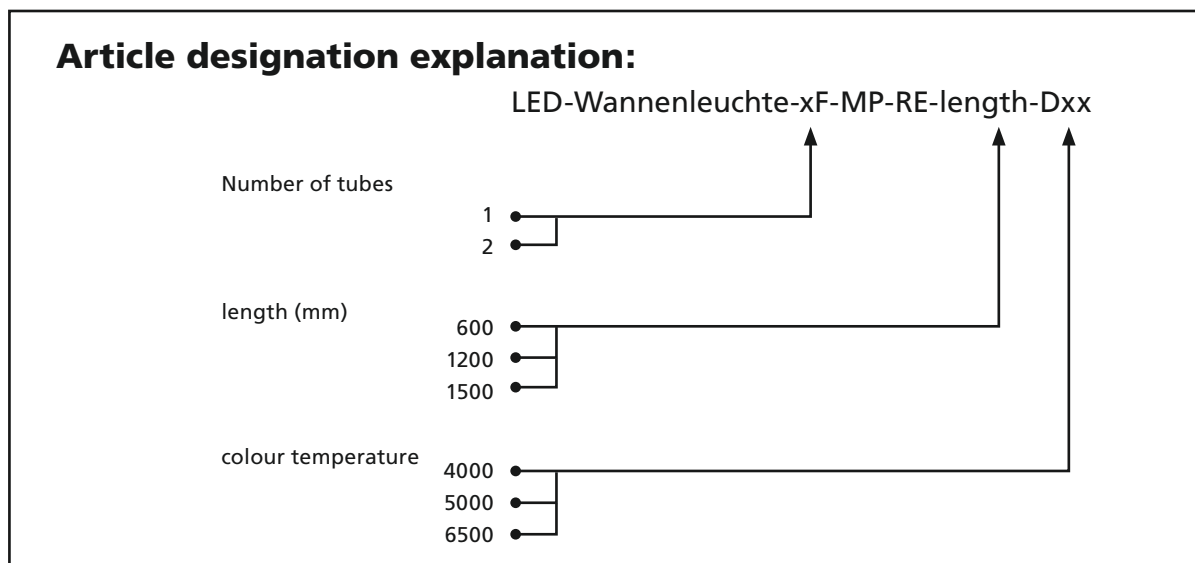 Article designation explanation:
LED-Wannenleuchte-xF-MP-RE-length-Dxx
Number of tubes
1
2
length (mm)
600
1200
1500
colour temperature
4000
5000
6500